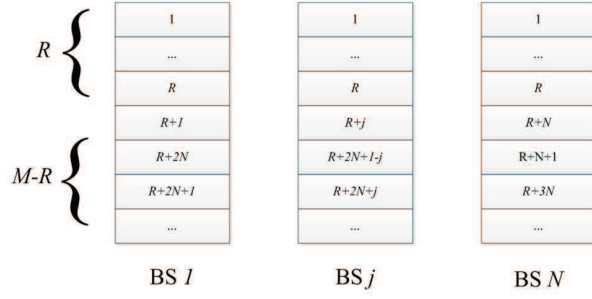 1 1 1
R ... ... ...
R R R
R+1 R+j R+N
R+2N R+2N+1-j R+N+1
M-R R+2N+1 R+2N+j R+3N
... ... ...
BS 1 BS j BS N